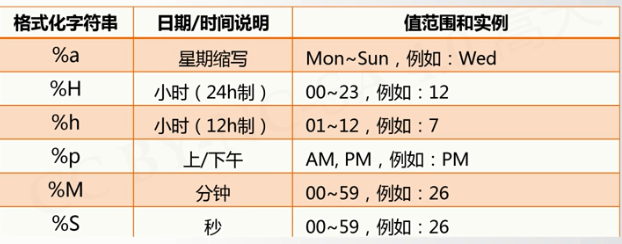 格式化字符串 日期/时间说明 值范围和实例
%a 星期缩写 Mon~Sun，例如：Wed
%H 小时（24h制） 00~23，例如：12
%h 小时（12h制） 01~12，例如：7
%p 上/下午 AM, PM，例如：PM
%M 分钟 00~59，例如：26
%S 秒 00~59，例如：26